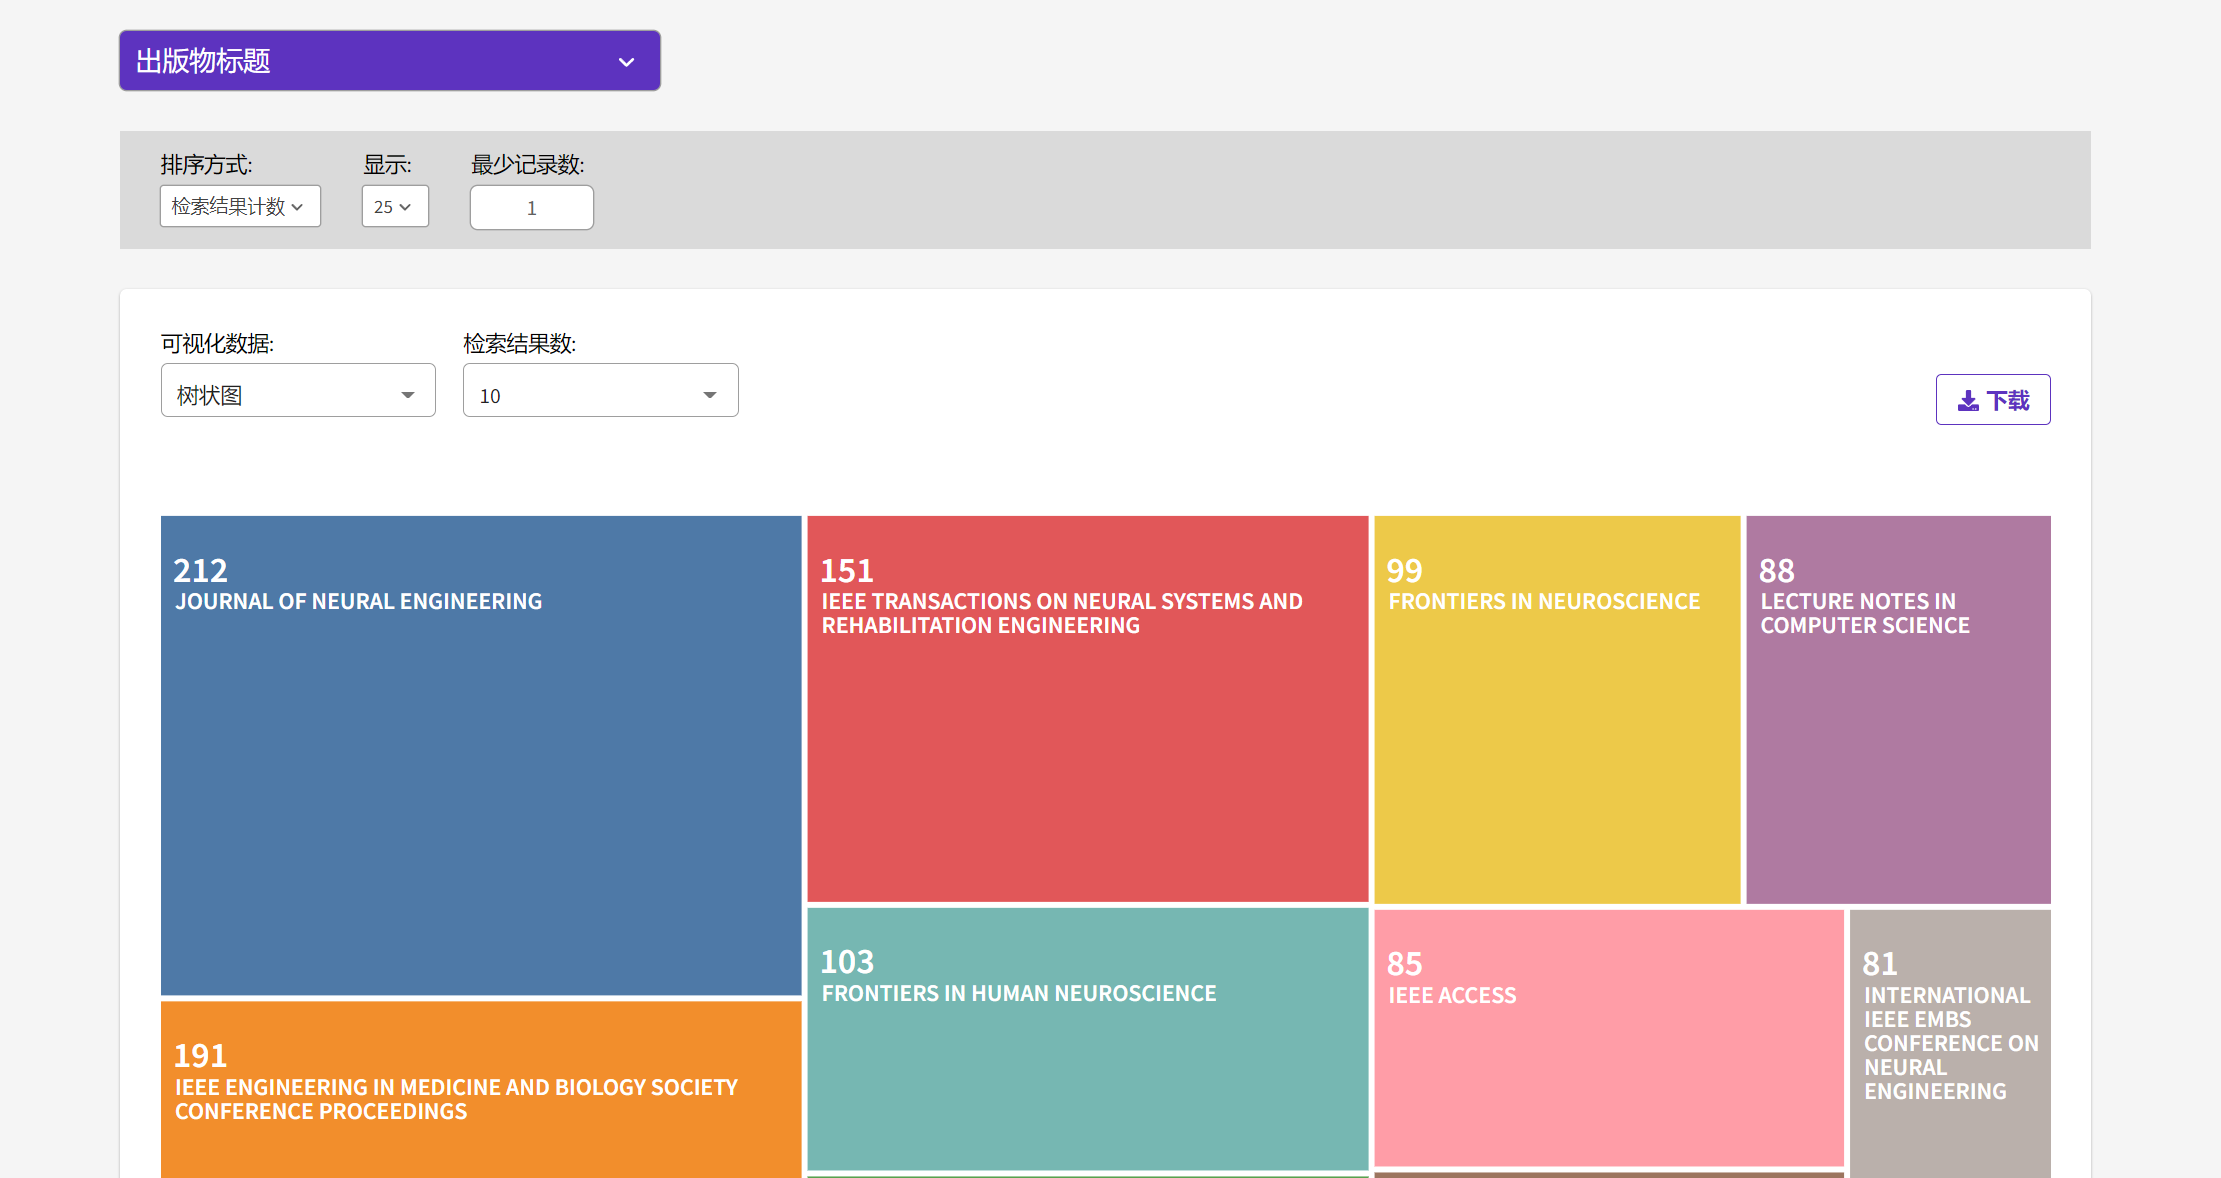 出版物标题
排序方式:
显示:
最少记录数:
检索结果计数
25
1
可视化数据:
检索结果数:
树状图
10
下载
212
JOURNAL OF NEURAL ENGINEERING
151
IEEE TRANSACTIONS ON NEURAL SYSTEMS AND
REHABILITATION ENGINEERING
99
FRONTIERS IN NEUROSCIENCE
88
LECTURE NOTES IN
COMPUTER SCIENCE
103
FRONTIERS IN HUMAN NEUROSCIENCE
85
IEEE ACCESS
81
INTERNATIONAL
IEEE EMBS
CONFERENCE ON
NEURAL
ENGINEERING
191
IEEE ENGINEERING IN MEDICINE AND BIOLOGY SOCIETY
CONFERENCE PROCEEDINGS